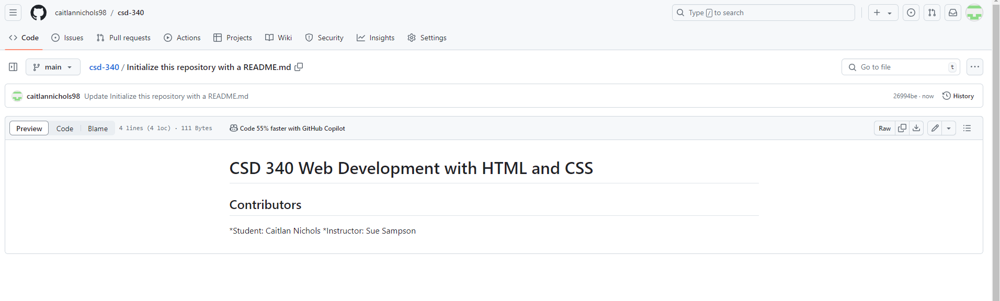 caitlannichols98 / csd-340
Type / to search
Code Issues Pull requests Actions Projects Wiki Security Insights Settings
main
csd-340 / Initialize this repository with a README.md
Go to file t
caitlannichols98 Update Initialize this repository with a README.md
26994be · now History
Preview Code Blame 4 lines (4 loc) · 111 Bytes Code 55% faster with GitHub Copilot
Raw
CSD 340 Web Development with HTML and CSS
Contributors
*Student: Caitlan Nichols *Instructor: Sue Sampson